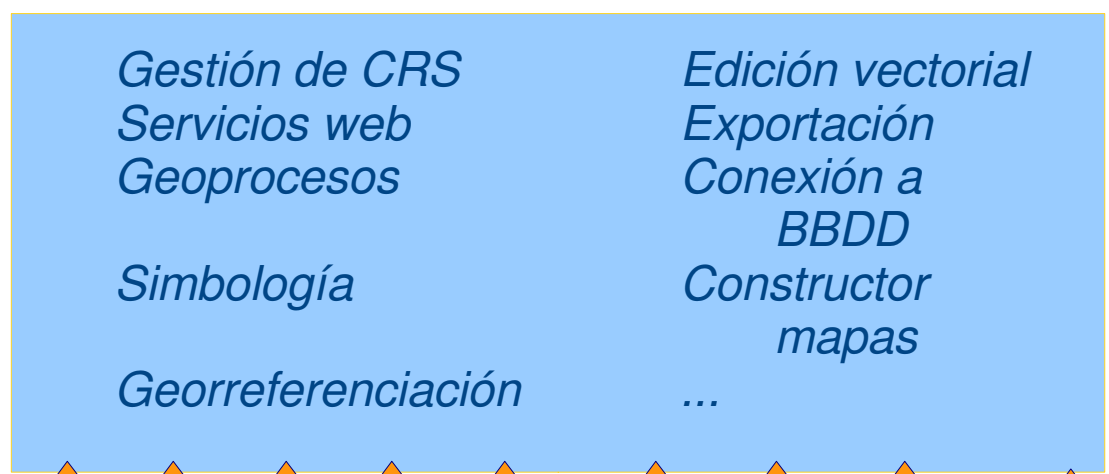 Gestión de CRS
Servicios web
Geoprocesos
Simbología
Georreferenciación
Edición vectorial
Exportación
Conexión a
BBDD
Constructor
mapas
...